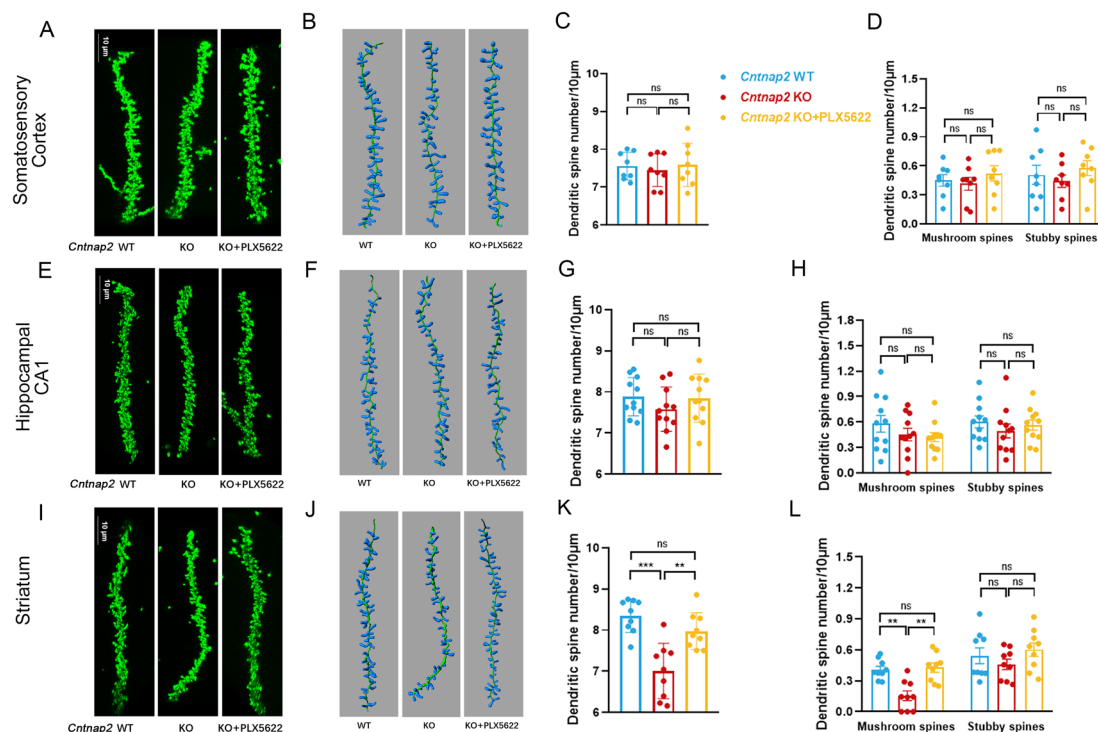 A
B
C
D
Somatosensory
Cortex
10 μm
Cntnap2 WT
KO
KO+PLX5622
WT
KO
KO+PLX5622
Dendritic spine number/10μm
10
9
8
7
6
ns
ns
ns
Cntnap2 WT
Cntnap2 KO
Cntnap2 KO+PLX5622
Dendritic spine number/10μm
1.5
1.2
0.9
0.6
0.3
0.0
ns
ns
ns
ns
ns
ns
Mushroom spines
Stubby spines
E
F
G
H
Hippocampal
CA1
10 μm
Cntnap2 WT
KO
KO+PLX5622
WT
KO
KO+PLX5622
Dendritic spine number/10μm
10
9
8
7
6
ns
ns
ns
Dendritic spine number/10μm
1.8
1.5
1.2
0.9
0.6
0.3
0.0
ns
ns
ns
ns
ns
ns
Mushroom spines
Stubby spines
I
J
K
L
Striatum
10 μm
Cntnap2 WT
KO
KO+PLX5622
WT
KO
KO+PLX5622
Dendritic spine number/10μm
10
9
8
7
6
ns
***
**
Dendritic spine number/10μm
1.5
1.2
0.9
0.6
0.3
0.0
ns
**
**
ns
ns
ns
Mushroom spines
Stubby spines